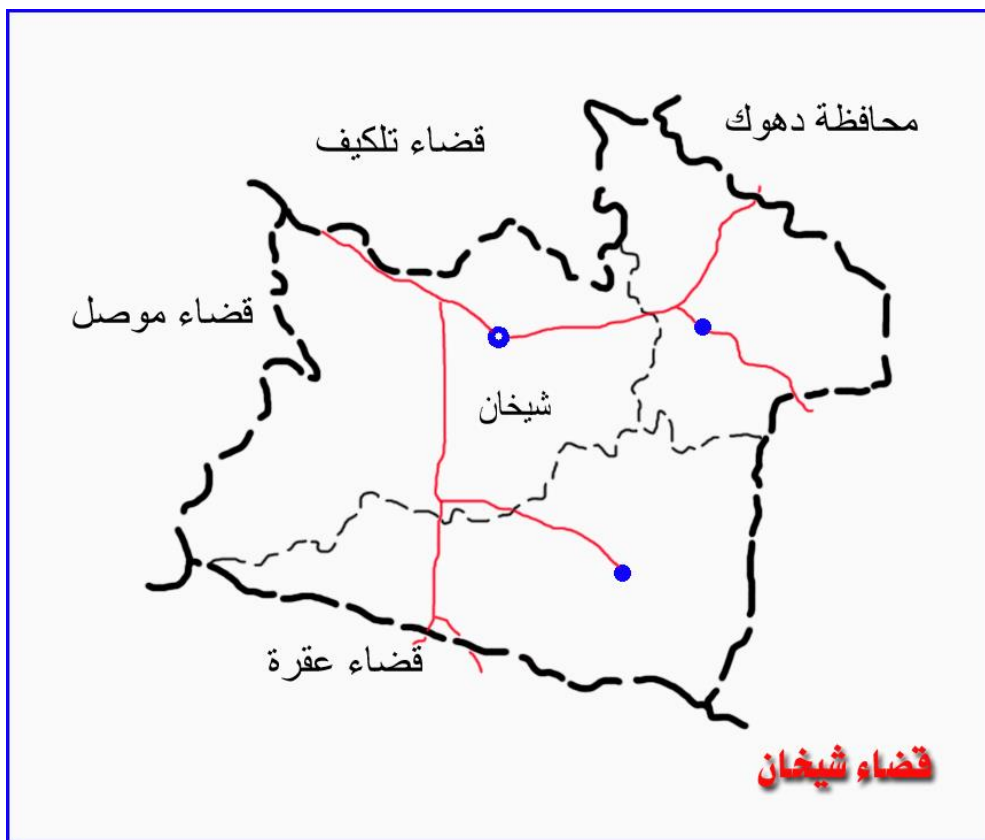 محافظة دهوك
قضاء تلكيف
قضاء موصل
شيخان
قضاء عقرة
قضاء شيخان